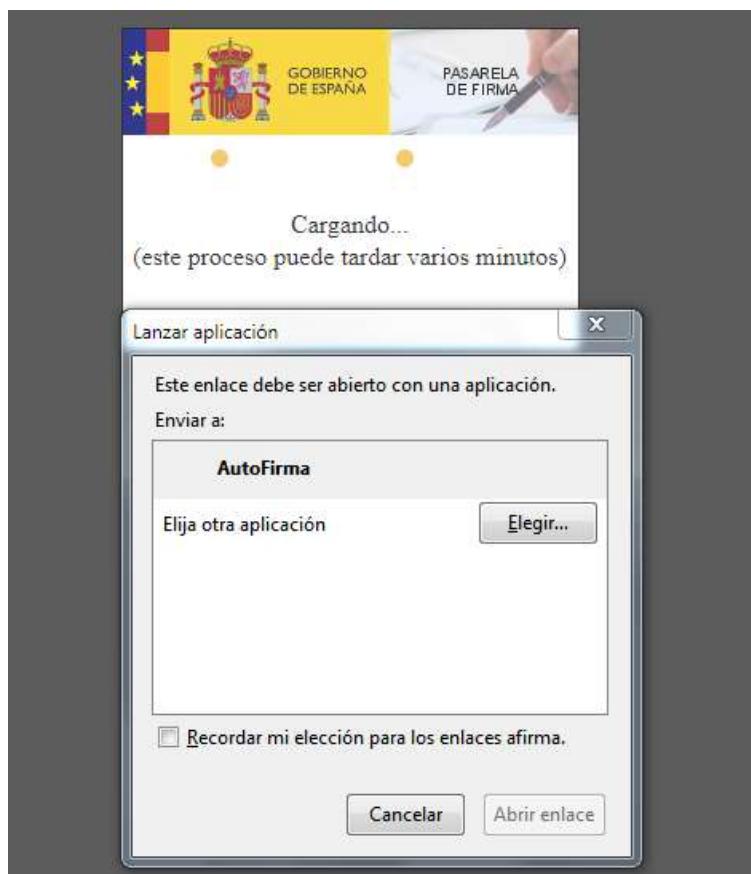 GOBIERNO
DE ESPAÑA
PASARELA
DE FIRMA
Cargando...
(este proceso puede tardar varios minutos)
Lanzar aplicación
Este enlace debe ser abierto con una aplicación.
Enviar a:
AutoFirma
Elija otra aplicación
Elegir...
Recordar mi elección para los enlaces afirma.
Cancelar
Abrir enlace